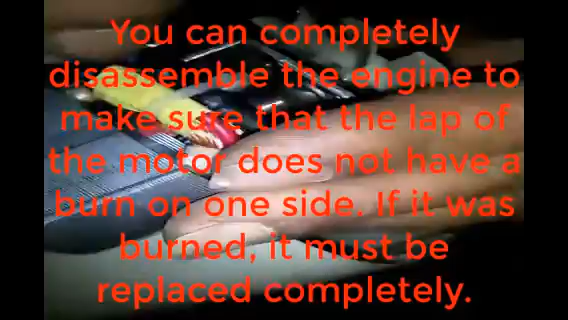 You can completely
disassemble the engine to
make sure that the lap of
the motor does not have a
burn on one side. If it was
burned, it must be
replaced completely.